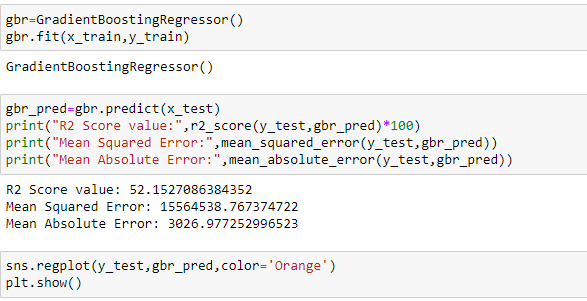 gbr=GradientBoostingRegressor()
gbr.fit(x_train,y_train)
GradientBoostingRegressor()
gbr_pred=gbr.predict(x_test)
print("R2 Score value:",r2_score(y_test,gbr_pred)*100)
print("Mean Squared Error:",mean_squared_error(y_test,gbr_pred))
print("Mean Absolute Error:",mean_absolute_error(y_test,gbr_pred))
R2 Score value: 52.1527086384352
Mean Squared Error: 15564538.767374722
Mean Absolute Error: 3026.977252996523
sns.regplot(y_test,gbr_pred,color='Orange')
plt.show()